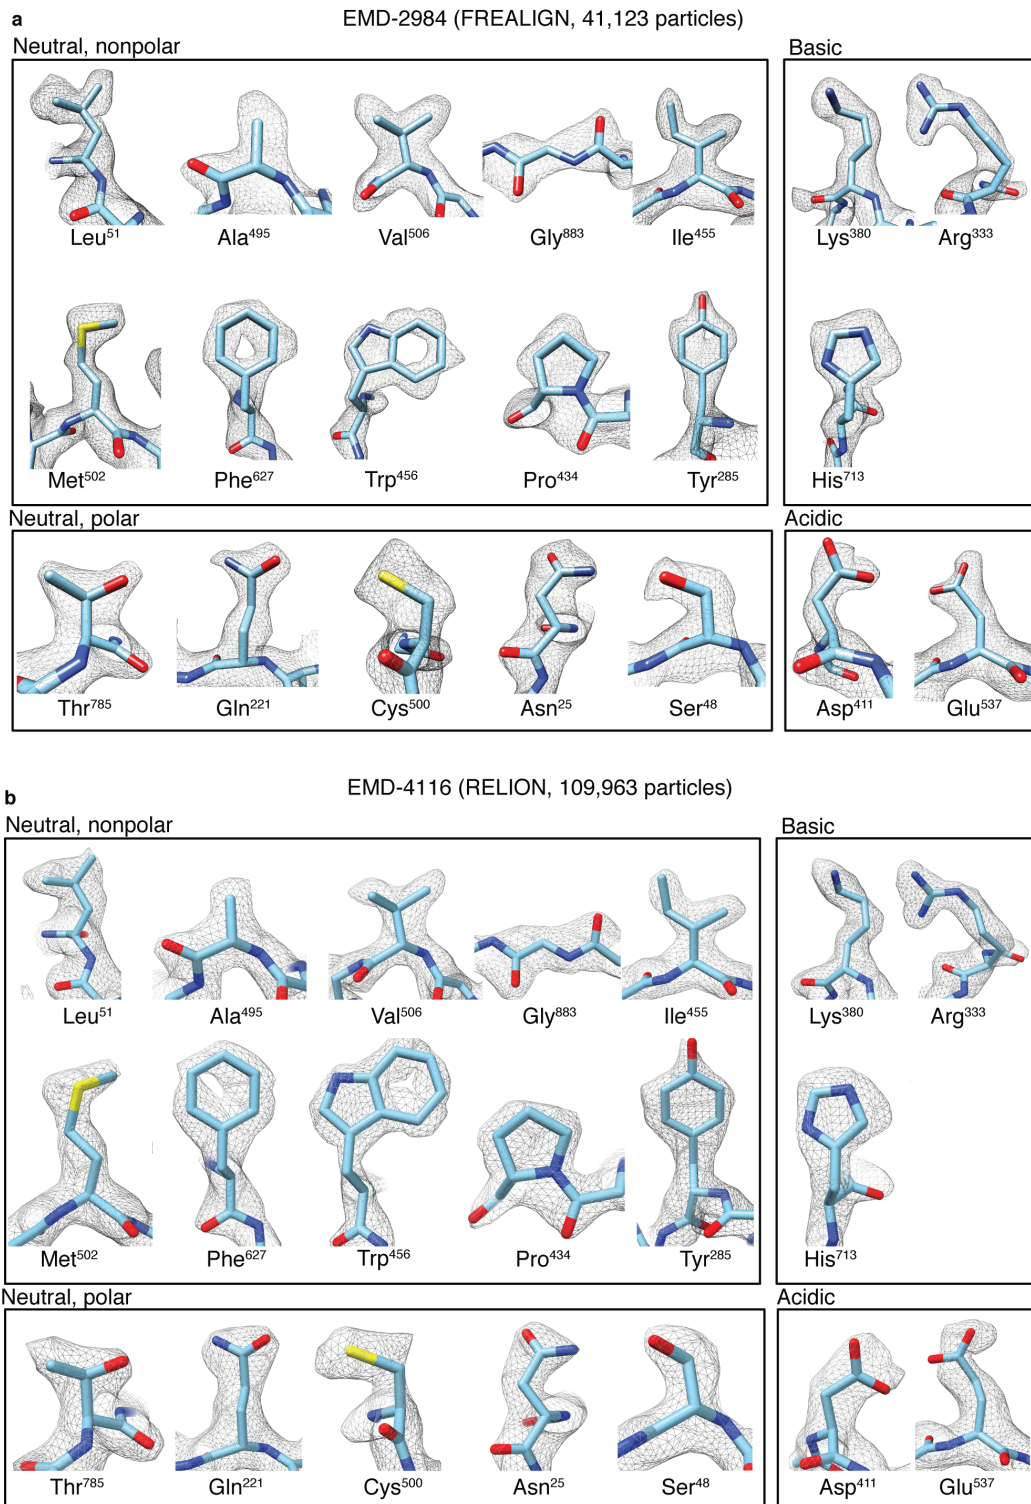 a
EMD-2984 (FREALIGN, 41,123 particles)
Neutral, nonpolar
Basic
Leu51
Ala495
Val506
Gly883
Ile455
Lys380
Arg333
Met502
Phe627
Trp456
Pro434
Tyr285
His713
Neutral, polar
Acidic
Thr785
Gln221
Cys500
Asn25
Ser48
Asp411
Glu537
b
EMD-4116 (RELION, 109,963 particles)
Neutral, nonpolar
Basic
Leu51
Ala495
Val506
Gly883
Ile455
Lys380
Arg333
Met502
Phe627
Trp456
Pro434
Tyr285
His713
Neutral, polar
Acidic
Thr785
Gln221
Cys500
Asn25
Ser48
Asp411
Glu537